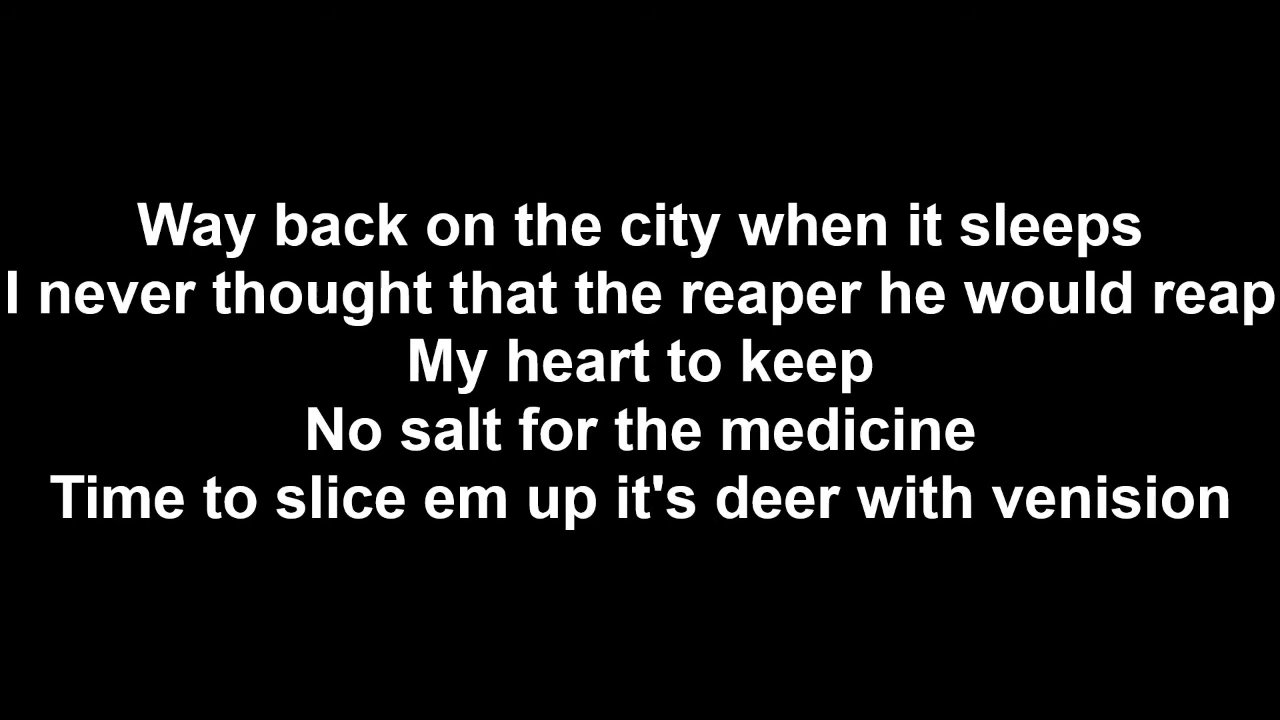 Way back on the city when it sleeps
I never thought that the reaper he would reap
My heart to keep
No salt for the medicine
Time to slice em up it's deer with venision